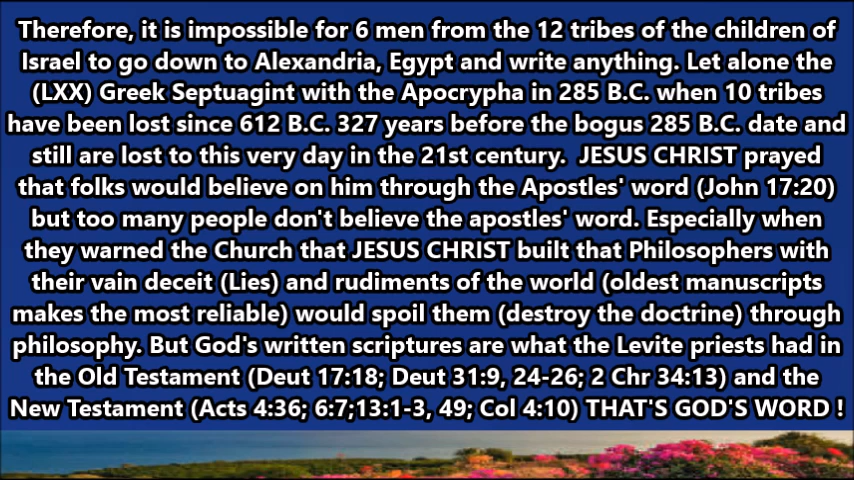 Therefore, it is impossible for 6 men from the 12 tribes of the children of
Israel to go down to Alexandria, Egypt and write anything. Let alone the
(LXX) Greek Septuagint with the Apocrypha in 285 B.C. when 10 tribes
have been lost since 612 B.C. 327 years before the bogus 285 B.C. date and
still are lost to this very day in the 21st century.  JESUS CHRIST prayed
that folks would believe on him through the Apostles' word (John 17:20)
but too many people don't believe the apostles' word. Especially when
they warned the Church that JESUS CHRIST built that Philosophers with
their vain deceit (Lies) and rudiments of the world (oldest manuscripts
makes the most reliable) would spoil them (destroy the doctrine) through
philosophy. But God's written scriptures are what the Levite priests had in
the Old Testament (Deut 17:18; Deut 31:9, 24-26; 2 Chr 34:13) and the
New Testament (Acts 4:36; 6:7;13:1-3, 49; Col 4:10) THAT'S GOD'S WORD !